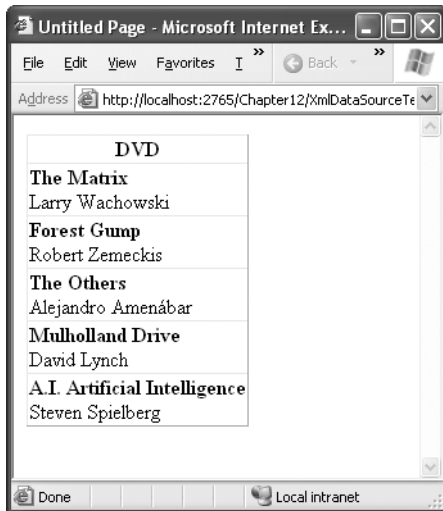 Untitled Page - Microsoft Internet Ex...
File Edit View Favorites T » Back »
Address http://localhost:2765/Chapter12/XmlDataSourceTe
DVD
The Matrix
Larry Wachowski
Forest Gump
Robert Zemeckis
The Others
Alejandro Amenábar
Mulholland Drive
David Lynch
A.I. Artificial Intelligence
Steven Spielberg
Done Local intranet